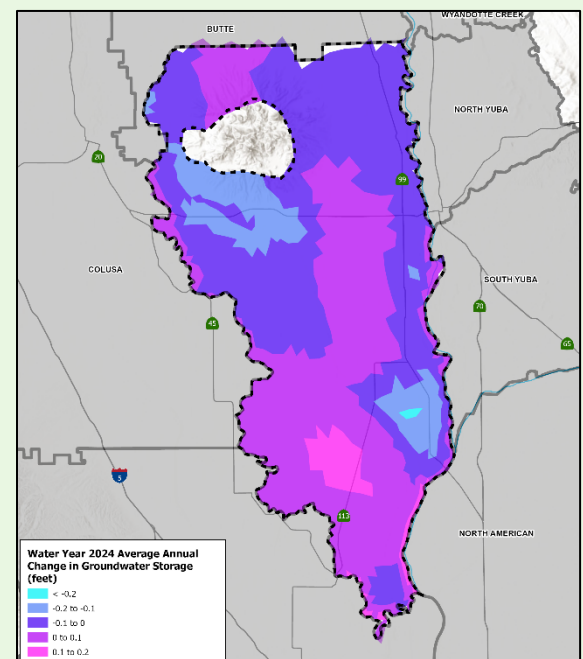 BUTTE
WYANDOTTE CREEK
NORTH YUBA
20
99
COLUSA
SOUTH YUBA
70
45
65
5
113
NORTH AMERICAN
Water Year 2024 Average Annual
Change in Groundwater Storage
(feet)
< -0.2
-0.2 to -0.1
-0.1 to 0
0 to 0.1
0.1 to 0.2